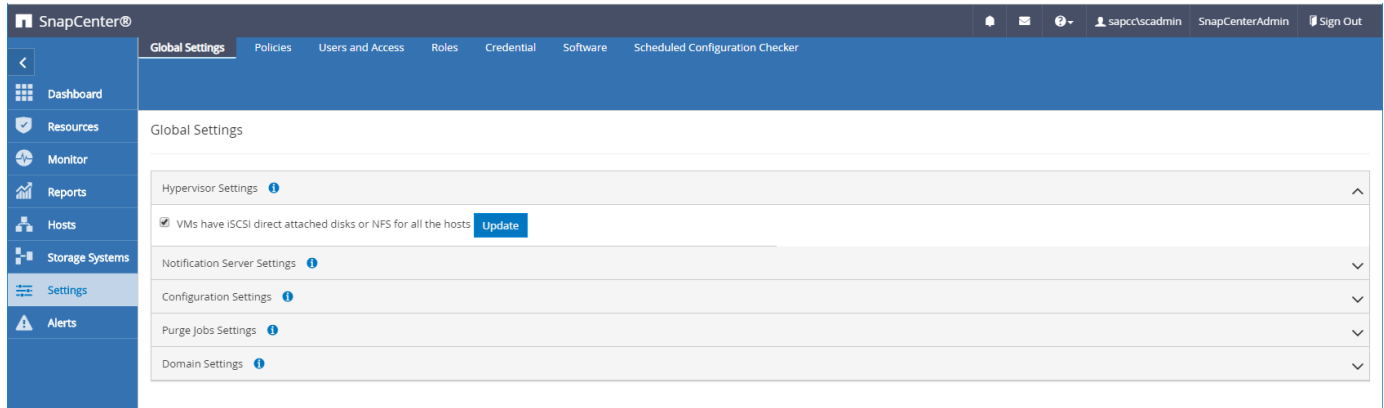 SnapCenter®
sapcc\scadmin SnapCenterAdmin Sign Out
Global Settings Policies Users and Access Roles Credential Software Scheduled Configuration Checker
Dashboard
Resources
Monitor
Reports
Hosts
Storage Systems
Settings
Alerts
Global Settings
Hypervisor Settings
VMs have iSCSI direct attached disks or NFS for all the hosts Update
Notification Server Settings
Configuration Settings
Purge Jobs Settings
Domain Settings